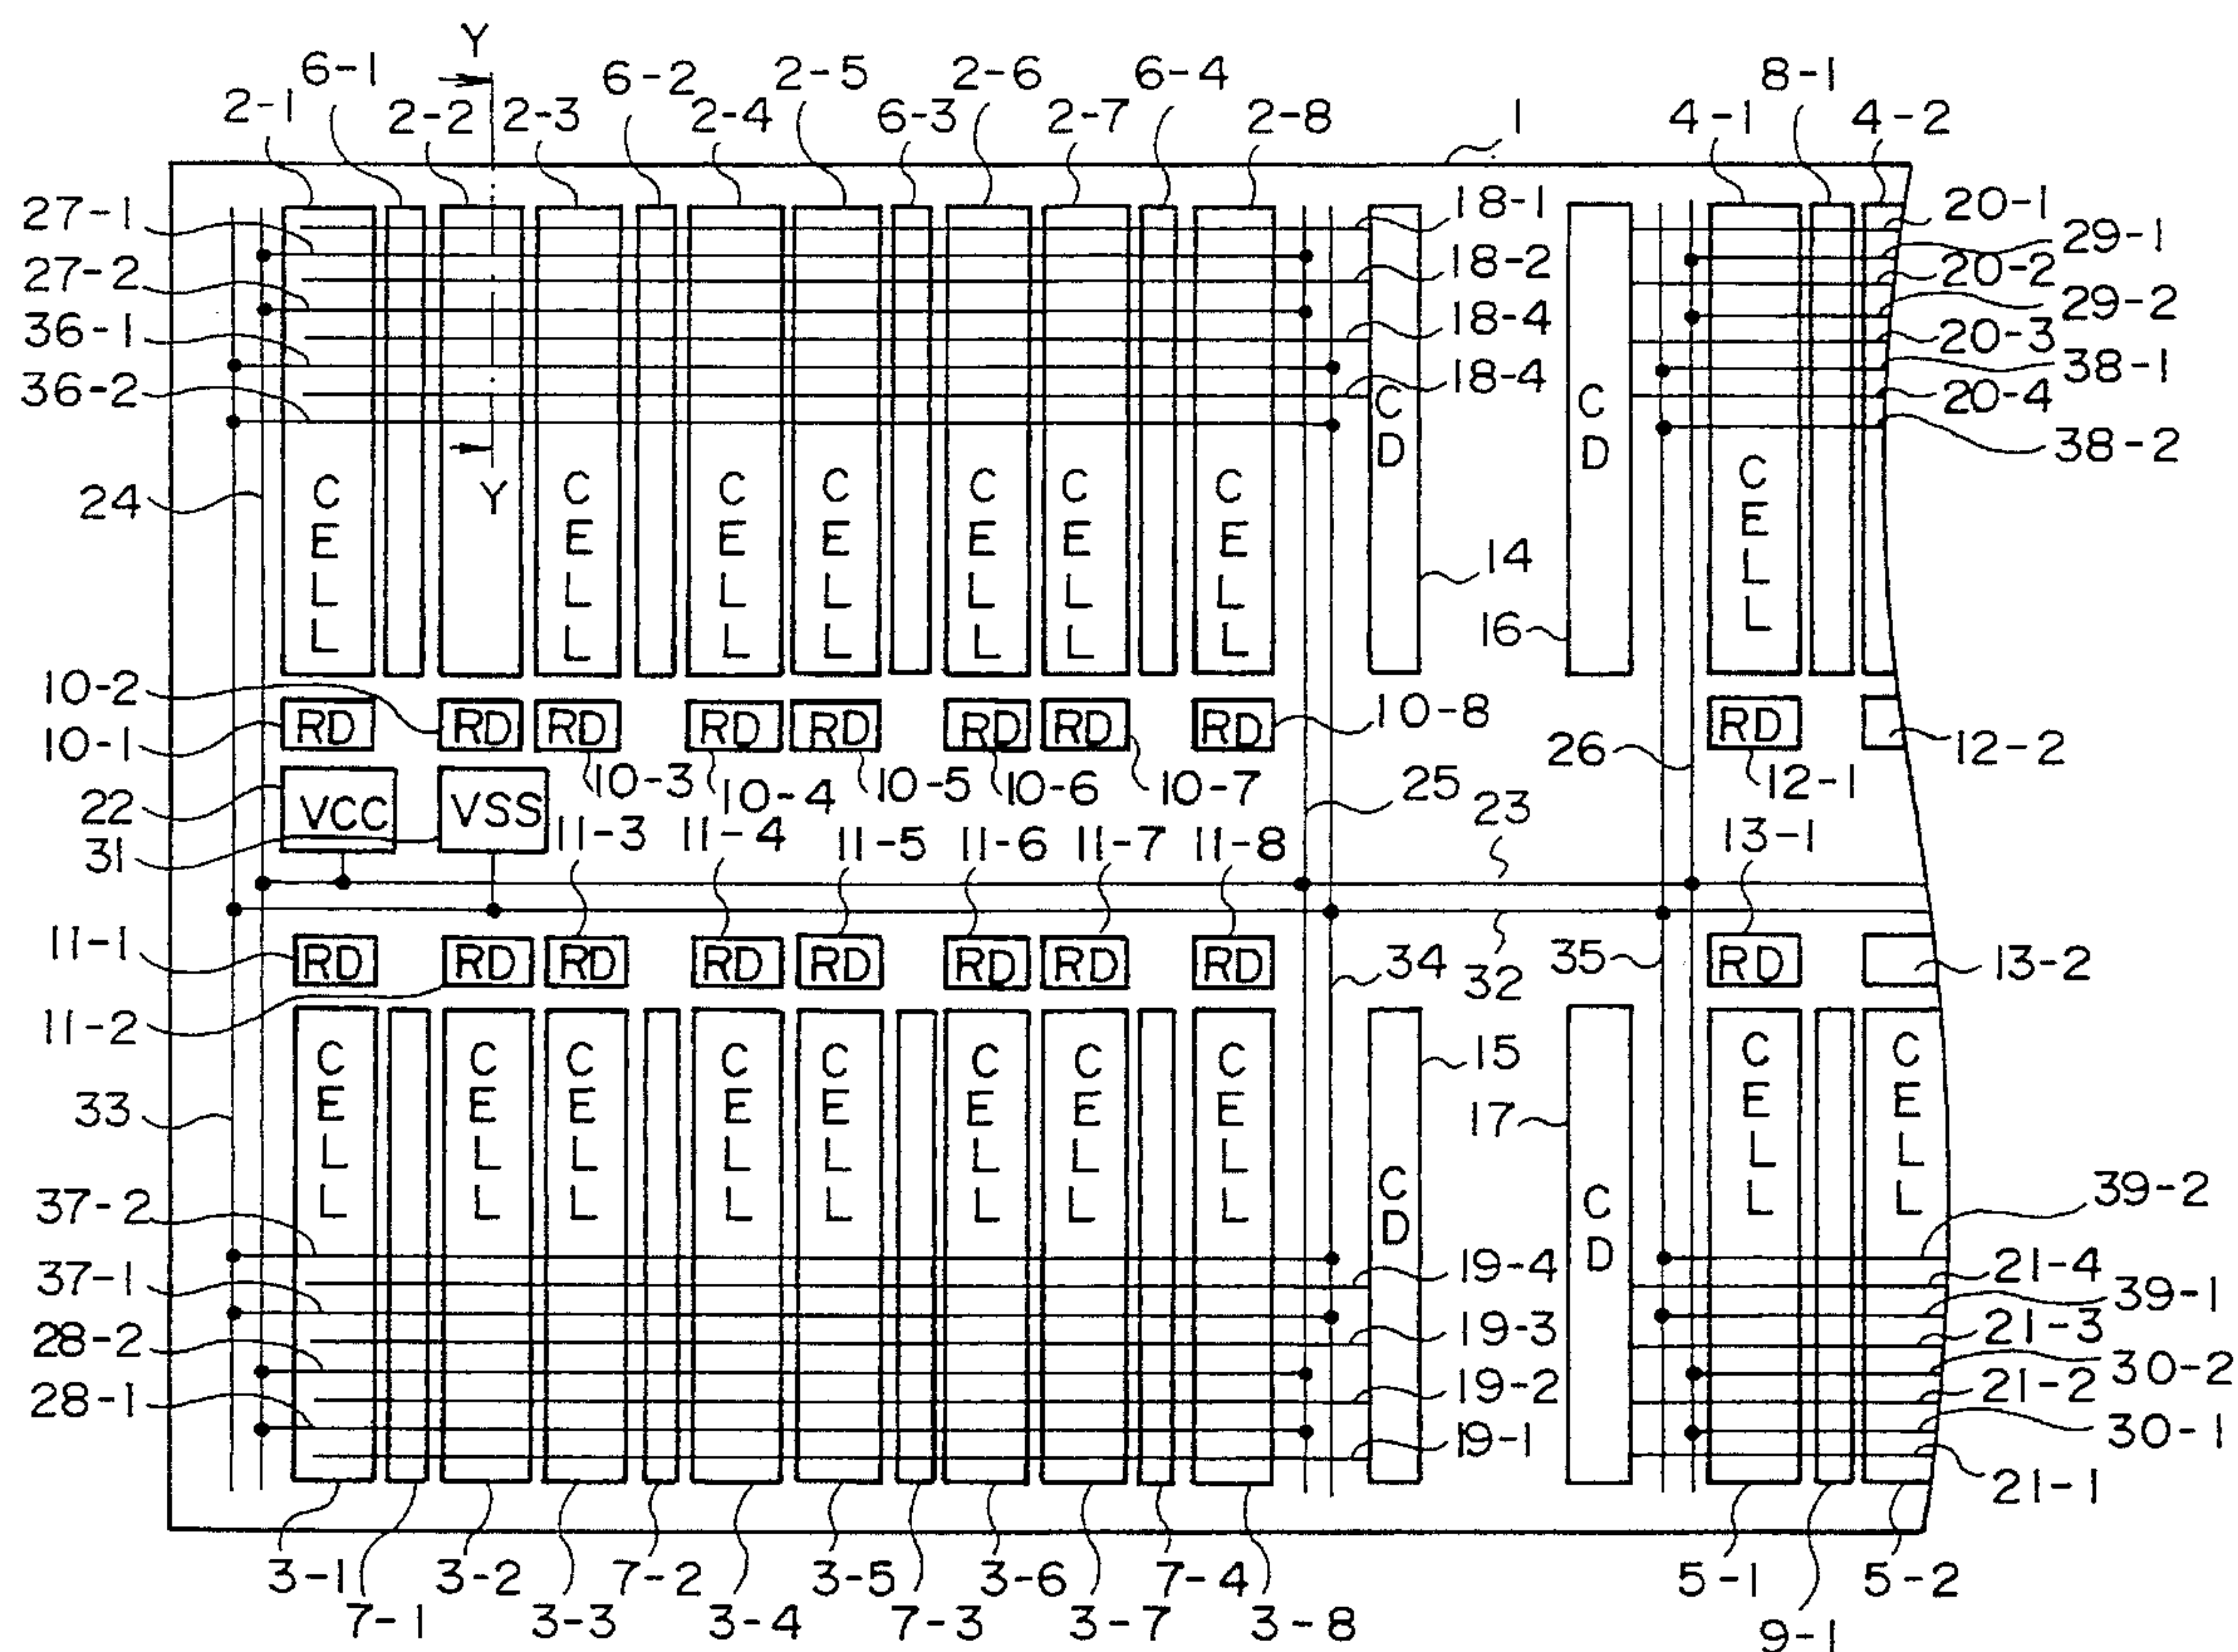 Y
6-1 6-2 2-5 2-6 6-4 8-1
2-1 2-2 2-3 2-4 6-3 2-7 2-8 1 4-1 4-2
27-1 18-1 20-1
29-1
27-2 18-2 20-2
29-2
36-1 18-4 20-3
38-1
36-2 18-4 20-4
38-2
Y
24
CD CD
CELL CELL CELL CELL CELL CELL CELL CELL
14
16
10-2 RD RD RD RD RD RD RD RD 10-8 RD
10-1 26 12-2
10-3 10-4 10-5 10-6 10-7 25 12-1
22 VCC VSS 23
31 11-3 11-4 11-5 11-6 11-7 11-8 13-1
11-1 RD RD RD RD RD RD RD RD 34 32 35 RD 13-2
11-2
CELL CELL CELL CELL CELL CELL CELL CELL CELL CELL
15
33 17
CD CD
37-2 39-2
37-1 19-4 21-4
39-1
28-2 19-3 21-3
30-2
28-1 19-2 21-2
30-1
19-1 21-1
3-1 3-2 7-2 3-5 3-6 7-4 5-1 5-2
7-1 3-3 3-4 7-3 3-7 3-8 9-1